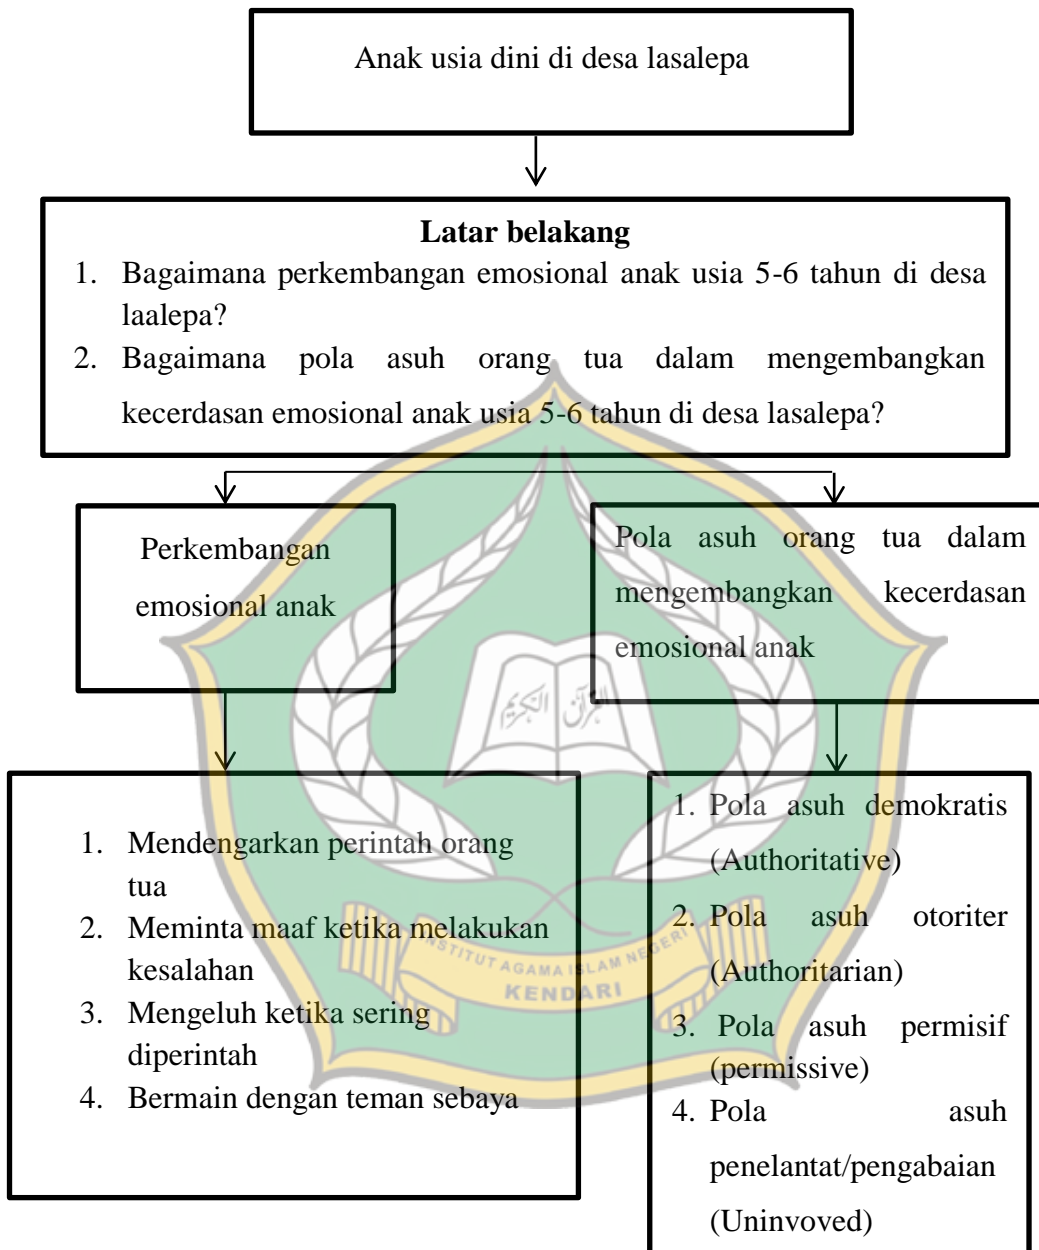 Anak usia dini di desa lasalepa
Latar belakang
1. Bagaimana perkembangan emosional anak usia 5-6 tahun di desa
laalepa?
2. Bagaimana pola asuh orang tua dalam mengembangkan
kecerdasan emosional anak usia 5-6 tahun di desa lasalepa?
Perkembangan
emosional anak
Pola asuh orang tua dalam
mengembangkan kecerdasan
emosional anak
1. Mendengarkan perintah orang
tua
2. Meminta maaf ketika melakukan
kesalahan
3. Mengeluh ketika sering
diperintah
4. Bermain dengan teman sebaya
1. Pola asuh demokratis
(Authoritative)
2. Pola asuh otoriter
(Authoritarian)
3. Pola asuh permisif
(permissive)
4. Pola asuh
penelantat/pengabaian
(Uninvoved)
القرآن الكريم
INSTITUT AGAMA ISLAM NEGERI
KENDARI